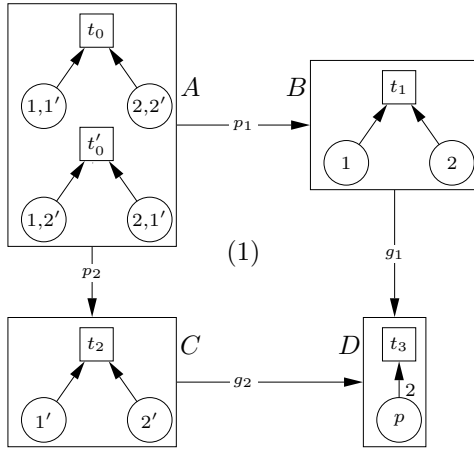 t₀
1,1′ 2,2′ A
t′₀
1,2′ 2,1′
p₁
B t₁
1 2
p₂
(1)
g₁
t₂ C
1′ 2′
g₂
D t₃
2
p